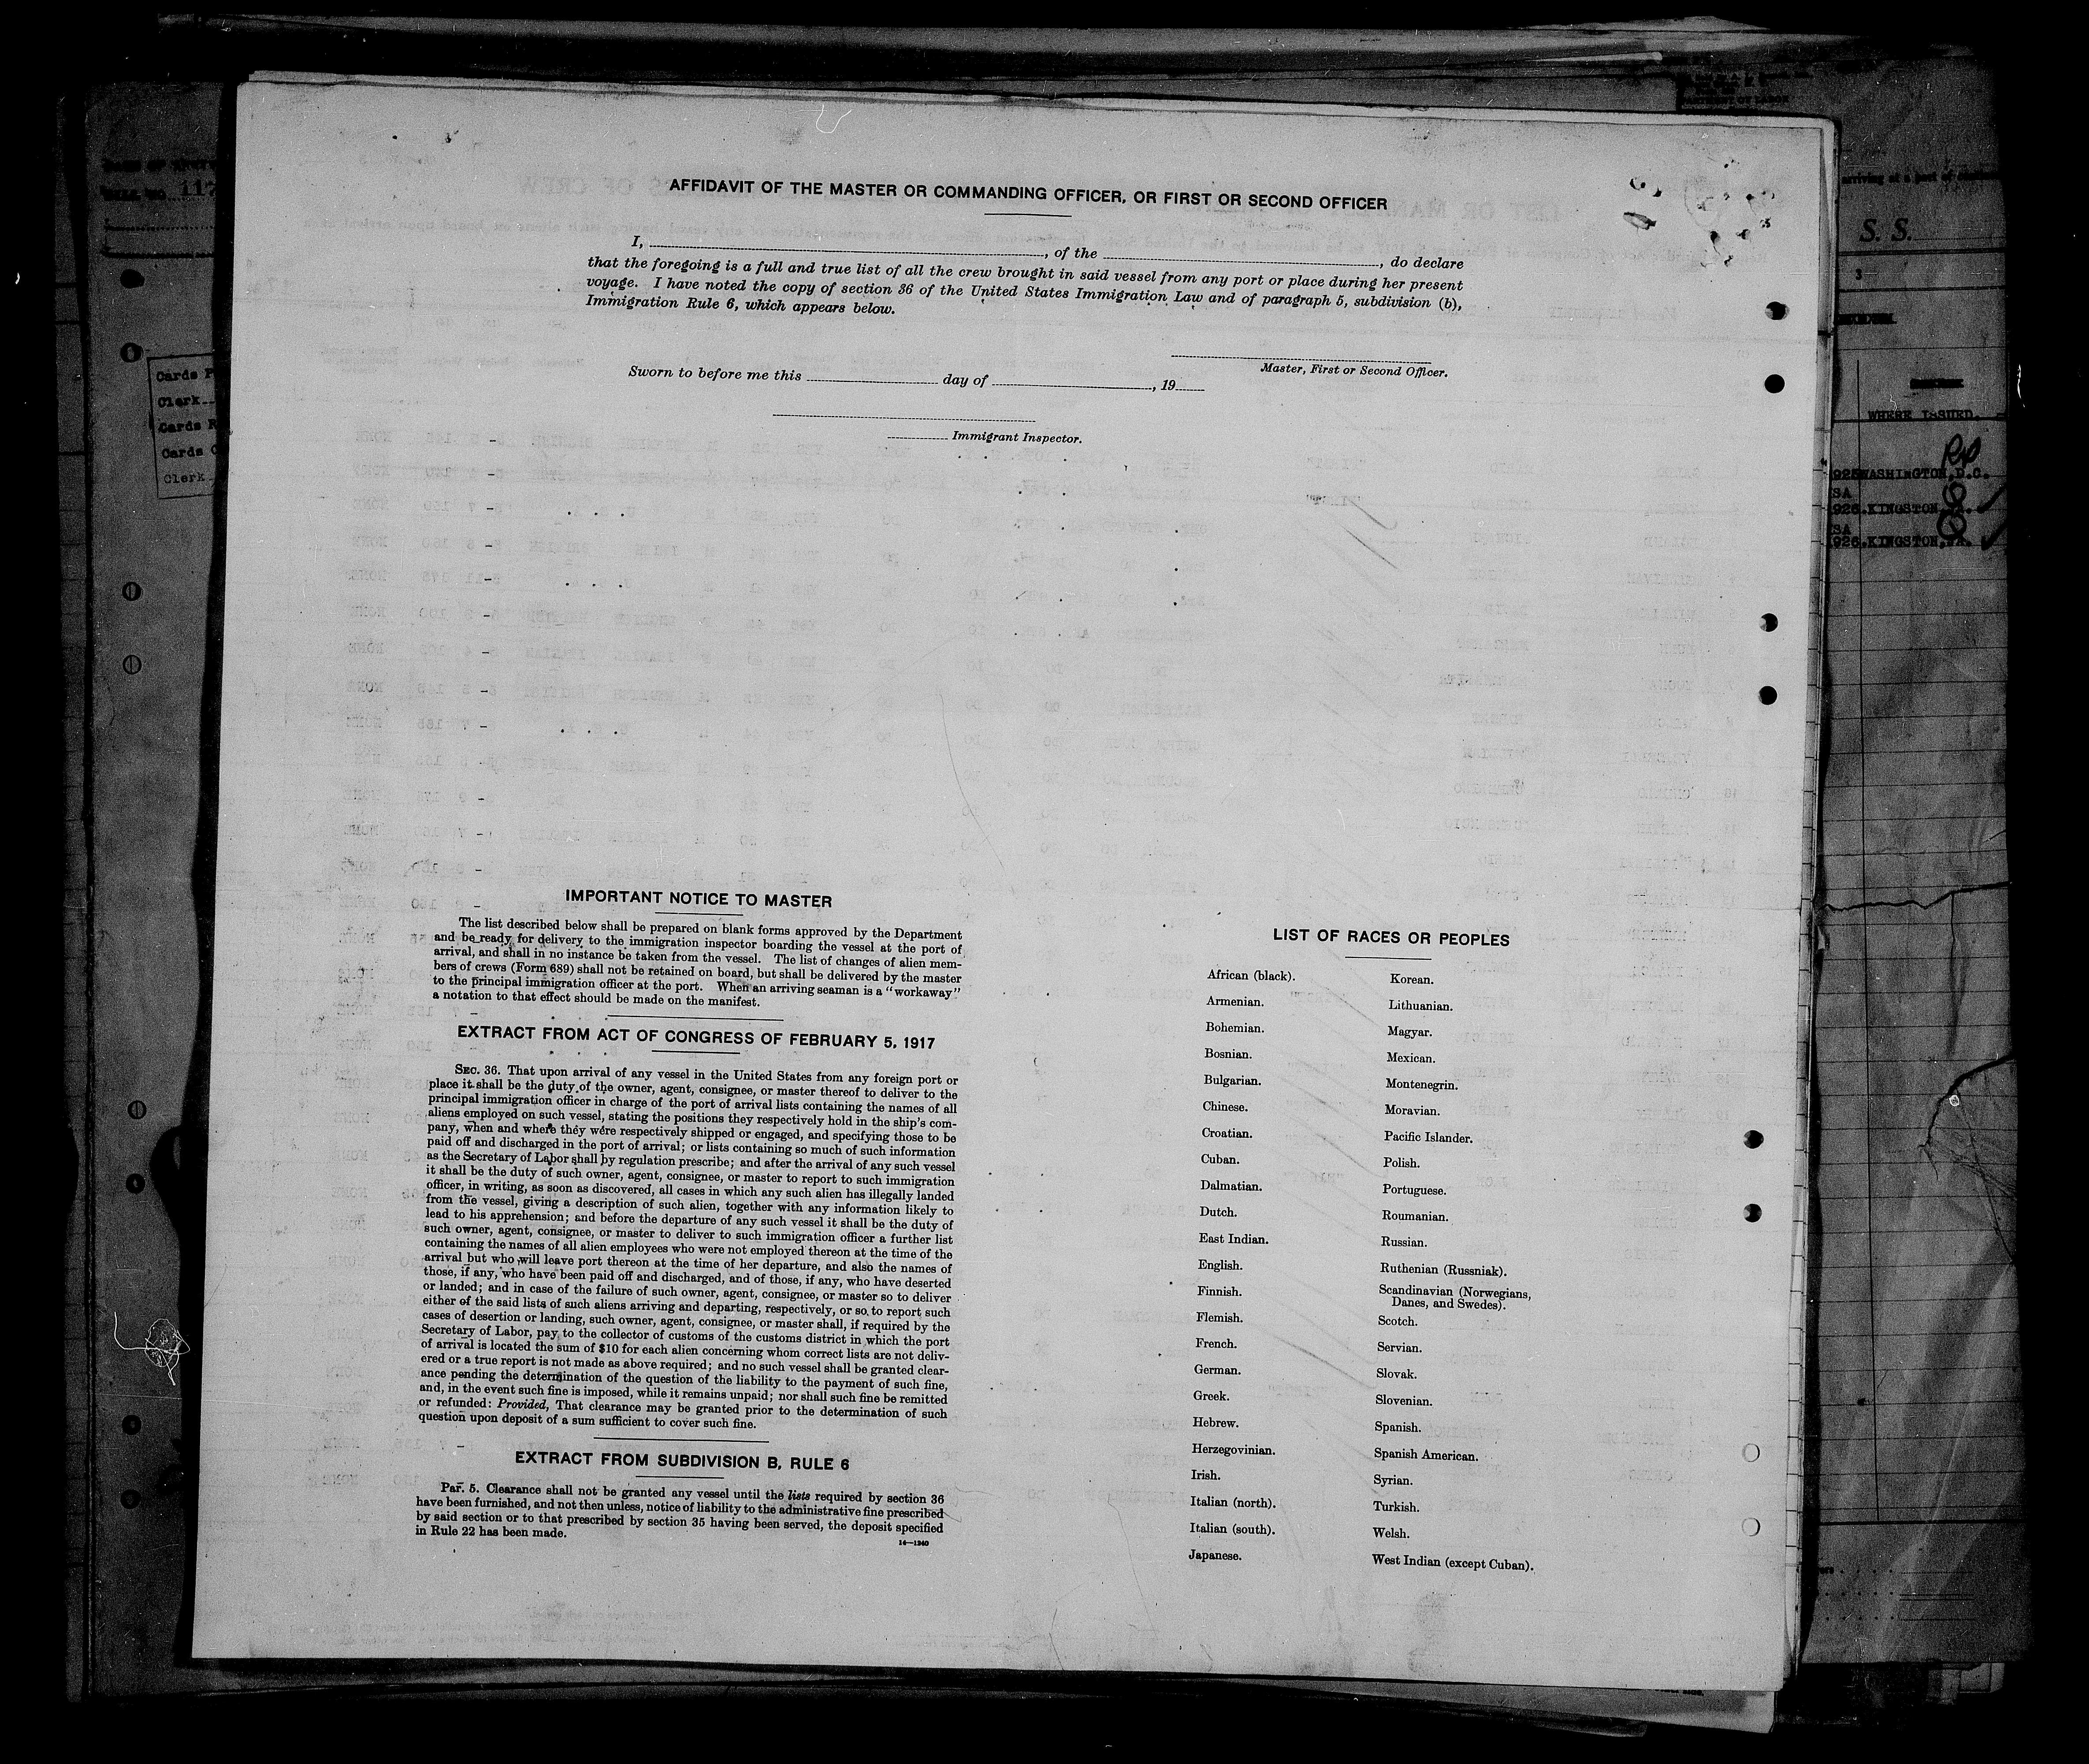 AFFIDAVIT OF THE MASTER OR COMMANDING OFFICER, OR FIRST OR SECOND OFFICER
I, , of the , do declare
that the foregoing is a full and true list of all the crew brought in said vessel from any port or place during her present
voyage. I have noted the copy of section 36 of the United States Immigration Law and of paragraph 5, subdivision (b),
Immigration Rule 6, which appears below.
Master, First or Second Officer.
Sworn to before me this day of , 19
Immigrant Inspector.
IMPORTANT NOTICE TO MASTER
The list described below shall be prepared on blank forms approved by the Department
and be ready for delivery to the immigration inspector boarding the vessel at the port of
arrival, and shall in no instance be taken from the vessel. The list of changes of alien mem-
bers of crews (Form 689) shall not be retained on board, but shall be delivered by the master
to the principal immigration officer at the port. When an arriving seaman is a "workaway"
a notation to that effect should be made on the manifest.
EXTRACT FROM ACT OF CONGRESS OF FEBRUARY 5, 1917
SEC. 36. That upon arrival of any vessel in the United States from any foreign port or
place it shall be the duty of the owner, agent, consignee, or master thereof to deliver to the
principal immigration officer in charge of the port of arrival lists containing the names of all
aliens employed on such vessel, stating the positions they respectively hold in the ship's com-
pany, when and where they were respectively shipped or engaged, and specifying those to be
paid off and discharged in the port of arrival; or lists containing so much of such information
as the Secretary of Labor shall by regulation prescribe; and after the arrival of any such vessel
it shall be the duty of such owner, agent, consignee, or master to report to such immigration
officer, in writing, as soon as discovered, all cases in which any such alien has illegally landed
from the vessel, giving a description of such alien, together with any information likely to
lead to his apprehension; and before the departure of any such vessel it shall be the duty of
such owner, agent, consignee, or master to deliver to such immigration officer a further list
containing the names of all alien employees who were not employed thereon at the time of the
arrival but who will leave port thereon at the time of her departure, and also the names of
those, if any, who have been paid off and discharged, and of those, if any, who have deserted
or landed; and in case of the failure of such owner, agent, consignee, or master so to deliver
either of the said lists of such aliens arriving and departing, respectively, or so to report such
cases of desertion or landing, such owner, agent, consignee, or master shall, if required by the
Secretary of Labor, pay to the collector of customs of the customs district in which the port
of arrival is located the sum of $10 for each alien concerning whom correct lists are not deliv-
ered or a true report is not made as above required; and no such vessel shall be granted clear-
ance pending the determination of the question of the liability to the payment of such fine,
and, in the event such fine is imposed, while it remains unpaid; nor shall such fine be remitted
or refunded: Provided, That clearance may be granted prior to the determination of such
question upon deposit of a sum sufficient to cover such fine.
EXTRACT FROM SUBDIVISION B, RULE 6
Par. 5. Clearance shall not be granted any vessel until the lists required by section 36
have been furnished, and not then unless, notice of liability to the administrative fine prescribed
by said section or to that prescribed by section 35 having been served, the deposit specified
in Rule 22 has been made.
14—1240
LIST OF RACES OR PEOPLES
African (black).
Armenian.
Bohemian.
Bosnian.
Bulgarian.
Chinese.
Croatian.
Cuban.
Dalmatian.
Dutch.
East Indian.
English.
Finnish.
Flemish.
French.
German.
Greek.
Hebrew.
Herzegovinian.
Irish.
Italian (north).
Italian (south).
Japanese.
Korean.
Lithuanian.
Magyar.
Mexican.
Montenegrin.
Moravian.
Pacific Islander.
Polish.
Portuguese.
Roumanian.
Russian.
Ruthenian (Russniak).
Scandinavian (Norwegians,
Danes, and Swedes).
Scotch.
Servian.
Slovak.
Slovenian.
Spanish.
Spanish American.
Syrian.
Turkish.
Welsh.
West Indian (except Cuban).
117
Cards
Clerk
Cards
Cards
Clerk
S. S.
3
WHERE ISSUED.
WASHINGTON, D.C.
KINGSTON, JA.
KINGSTON, JA.